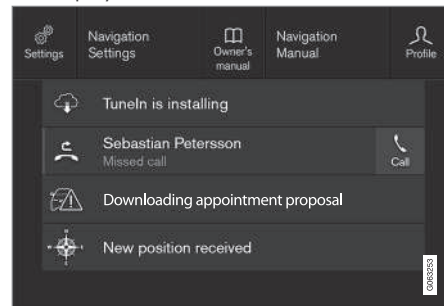 Settings
Navigation
Settings
Owner's
manual
Navigation
Manual
Profile
TuneIn is installing
Sebastian Petersson
Missed call
Call
Downloading appointment proposal
New position received
G063253